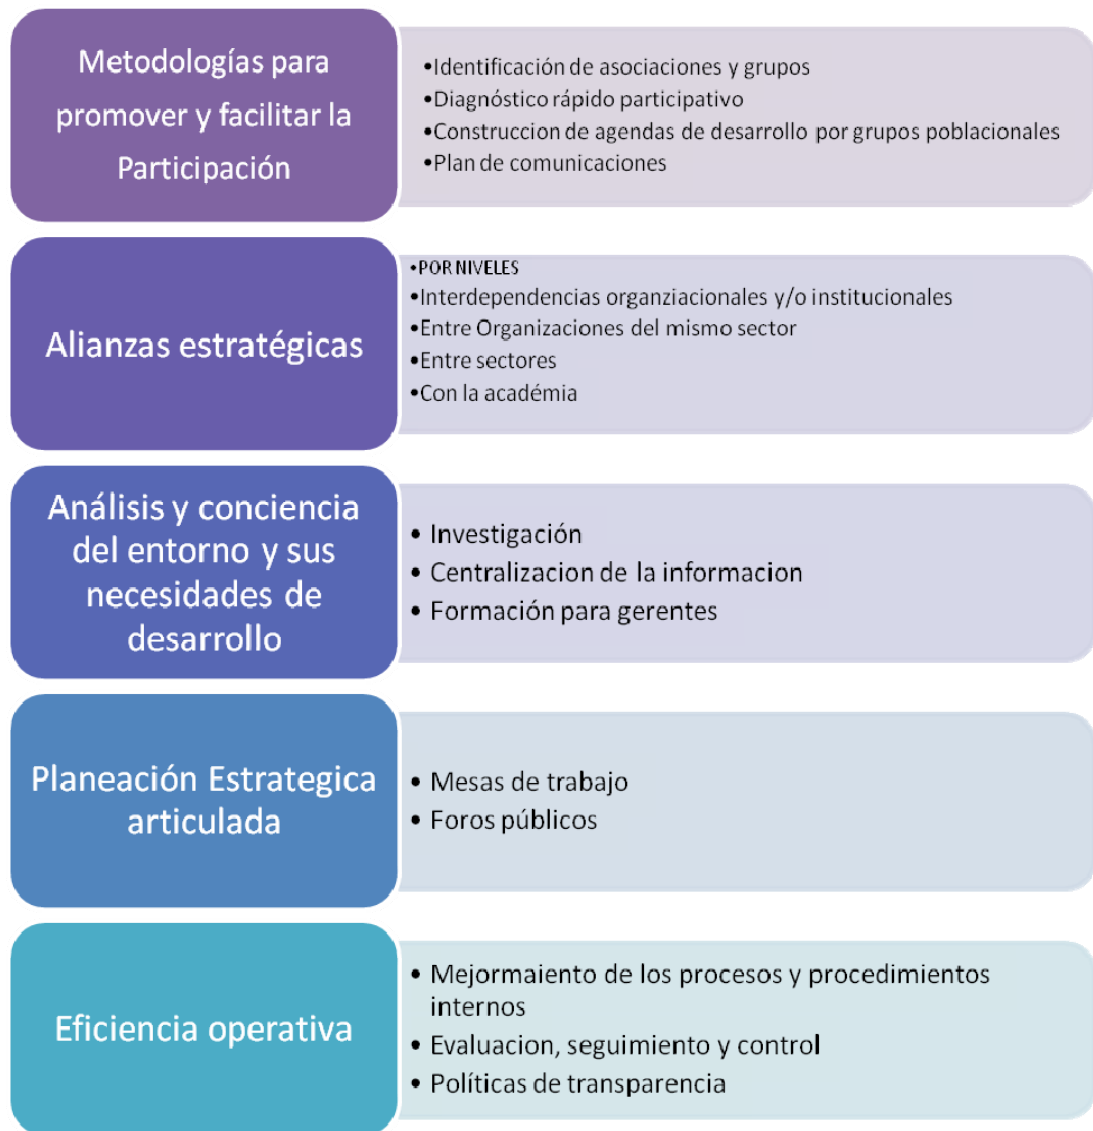 Metodologías para
promover y facilitar la
Participación
•Identificación de asociaciones y grupos
•Diagnóstico rápido participativo
•Construccion de agendas de desarrollo por grupos poblacionales
•Plan de comunicaciones
Alianzas estratégicas
•POR NIVELES
•Interdependencias organziacionales y/o institucionales
•Entre Organizaciones del mismo sector
•Entre sectores
•Con la académia
Análisis y conciencia
del entorno y sus
necesidades de
desarrollo
• Investigación
• Centralizacion de la informacion
• Formación para gerentes
Planeación Estrategica
articulada
• Mesas de trabajo
• Foros públicos
Eficiencia operativa
• Mejormaiento de los procesos y procedimientos
internos
• Evaluacion, seguimiento y control
• Políticas de transparencia